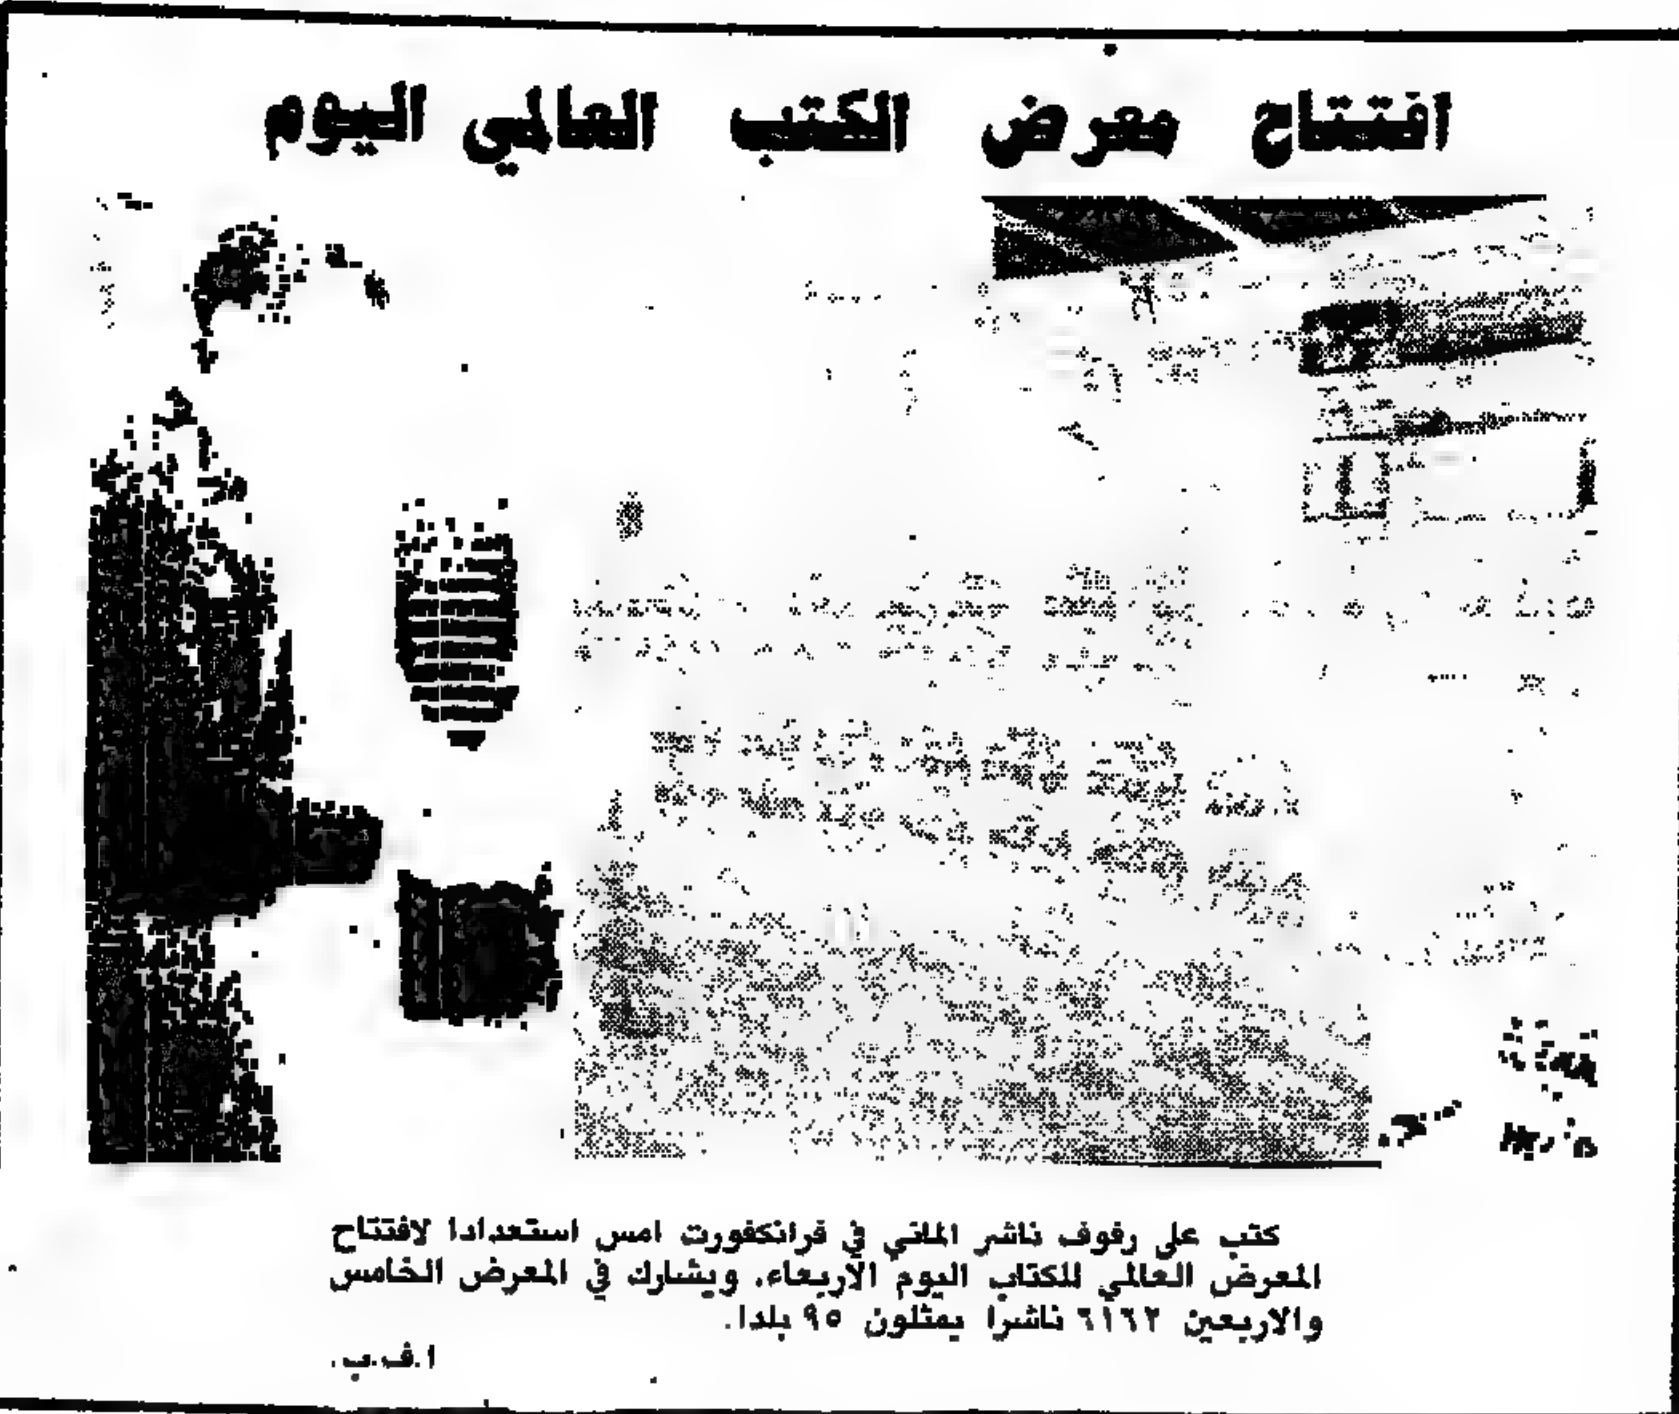 افتتاح معرض الكتب العالمي اليوم
كتب على رفوف ناشر الماني في فرانكفورت امس استعدادا لافتتاح
المعرض العالمي للكتاب اليوم الاربعاء. ويشارك في المعرض الخامس
والاربعين ٦١٦٢ ناشرا يمثلون ٩٥ بلدا.
ا.ف.ب.